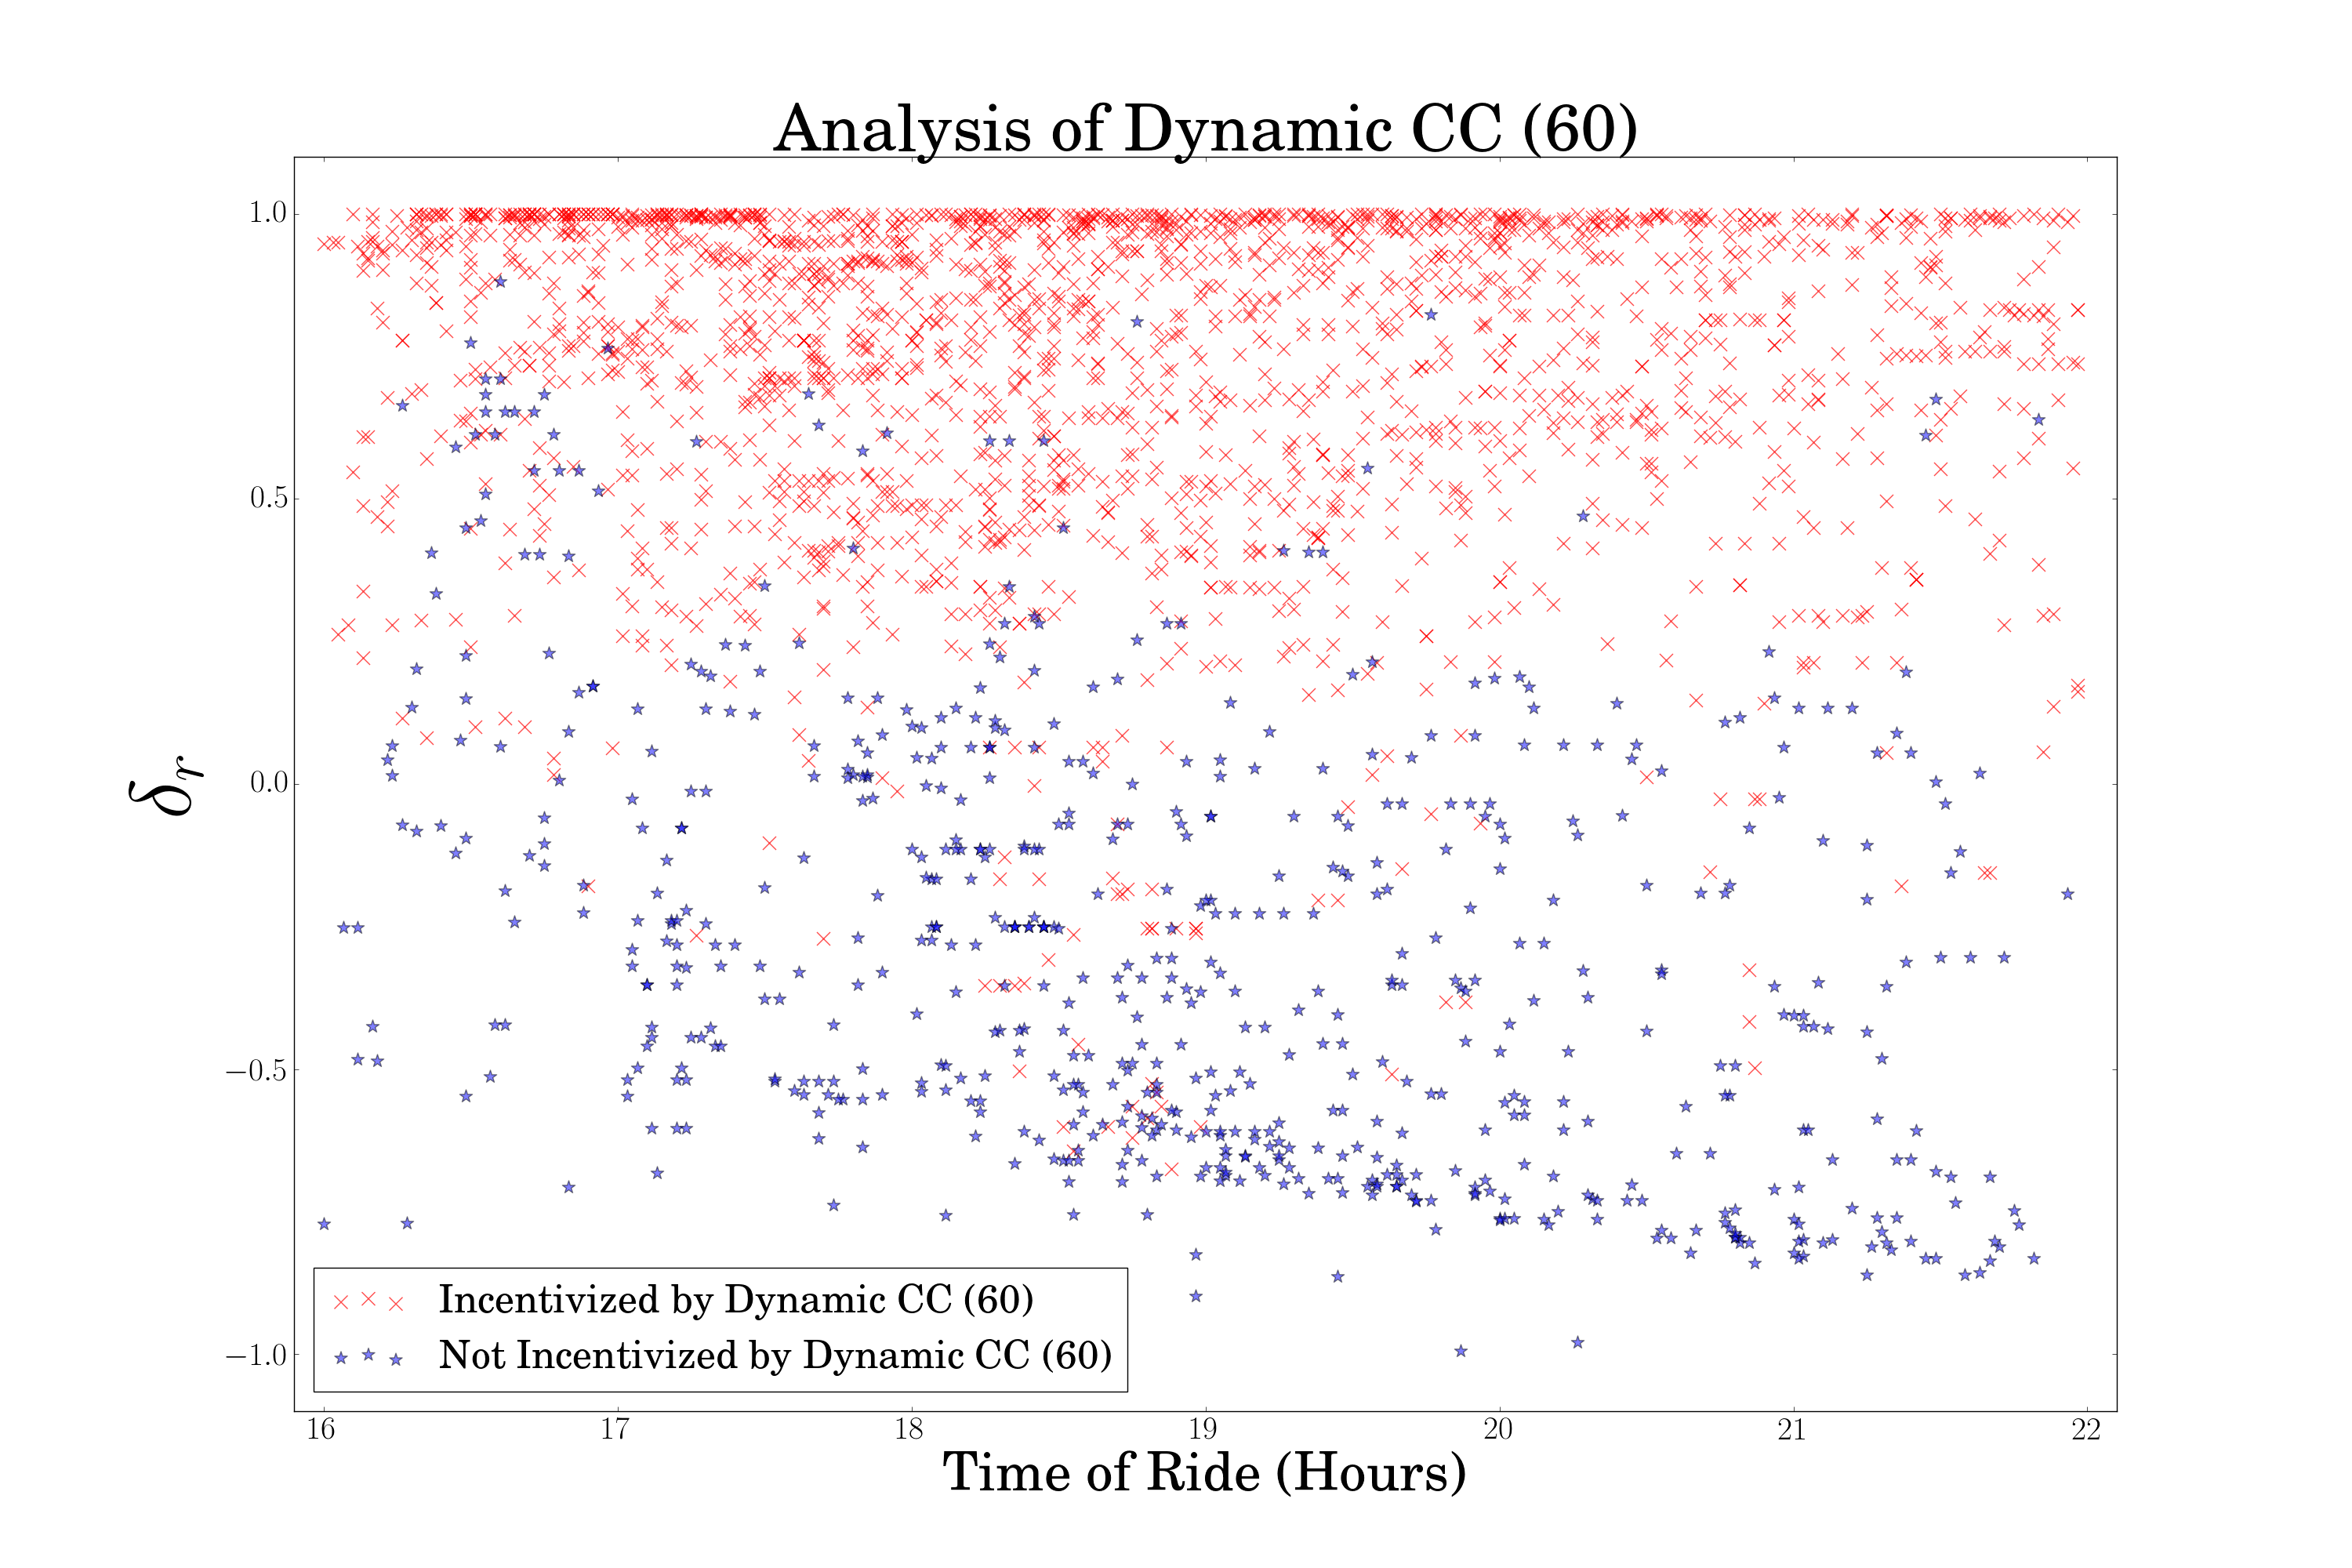 Analysis of Dynamic CC (60)
1.0
0.5
0.0
−0.5
−1.0
δr
Incentivized by Dynamic CC (60)
Not Incentivized by Dynamic CC (60)
16 17 18 19 20 21 22
Time of Ride (Hours)